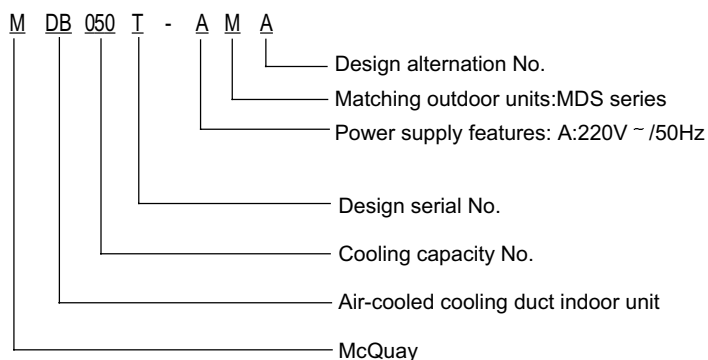 M DB 050 T - A M A
Design alternation No.
Matching outdoor units:MDS series
Power supply features: A:220V ~ /50Hz
Design serial No.
Cooling capacity No.
Air-cooled cooling duct indoor unit
McQuay